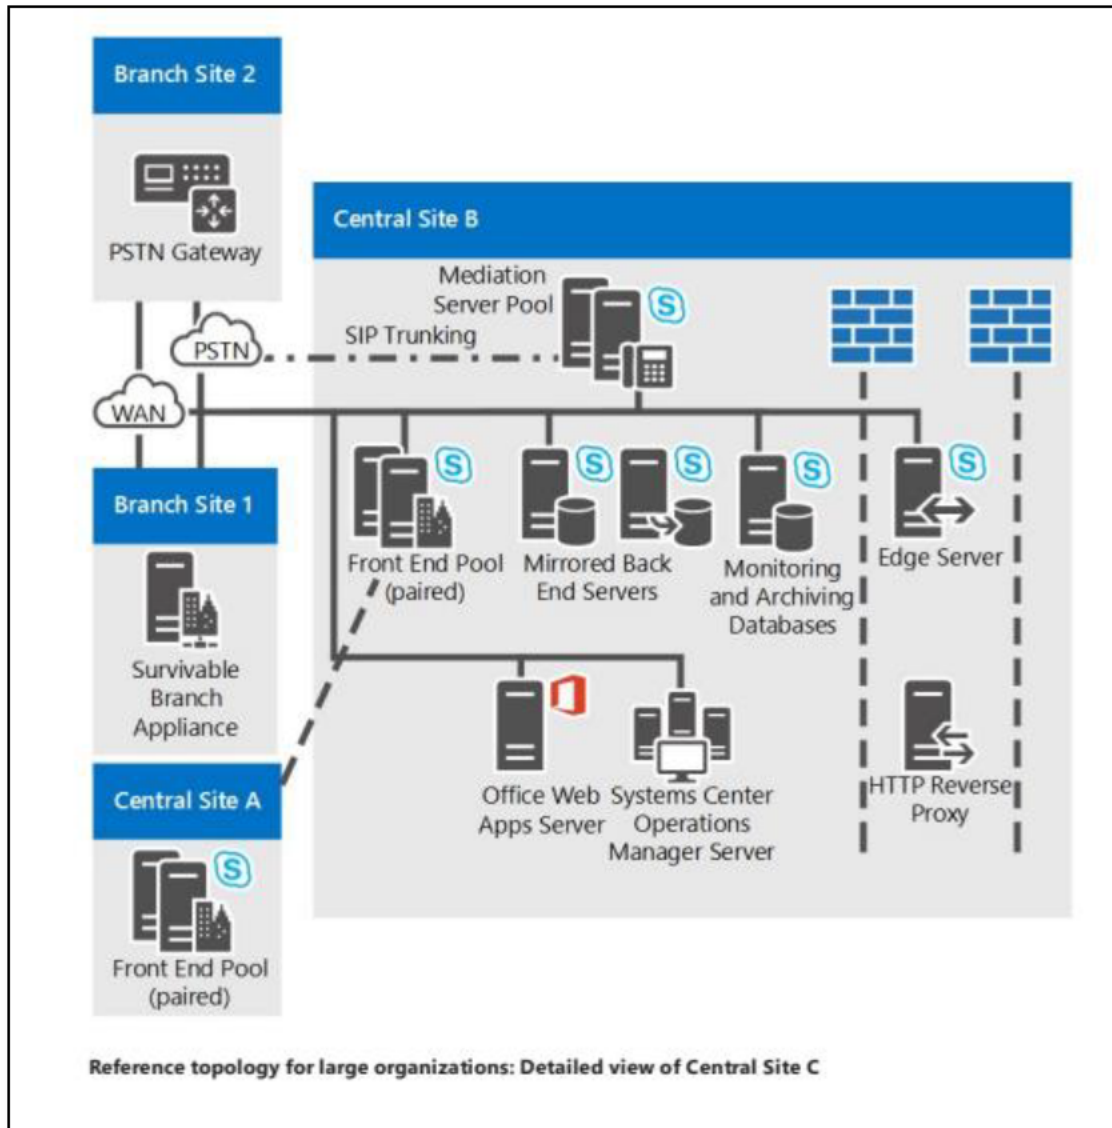 Branch Site 2
PSTN Gateway
Central Site B
Mediation
Server Pool
SIP Trunking
PSTN
WAN
Branch Site 1
Survivable
Branch
Appliance
Front End Pool
(paired)
Mirrored Back
End Servers
Monitoring
and Archiving
Databases
Edge Server
Office Web
Apps Server
Systems Center
Operations
Manager Server
HTTP Reverse
Proxy
Central Site A
Front End Pool
(paired)
Reference topology for large organizations: Detailed view of Central Site C